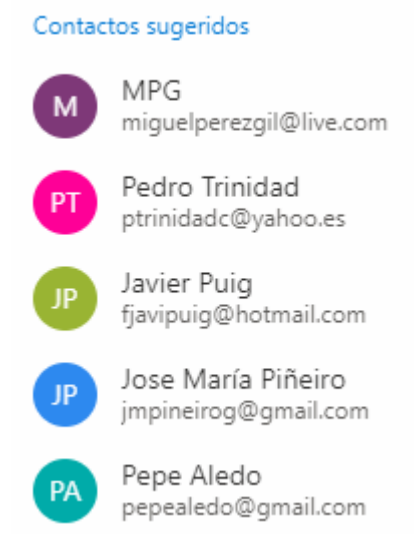 Contactos sugeridos
M
MPG
miguelperezgil@live.com
PT
Pedro Trinidad
ptrinidadc@yahoo.es
JP
Javier Puig
fjavipuig@hotmail.com
JP
Jose María Piñeiro
jmpineirog@gmail.com
PA
Pepe Aledo
pepealedo@gmail.com